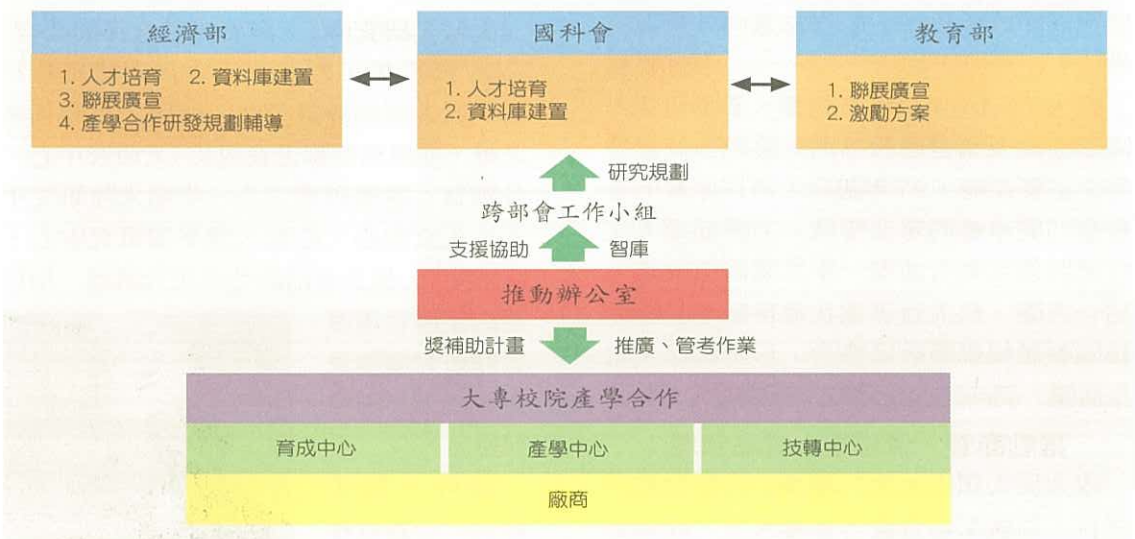 經濟部
1. 人才培育 2. 資料庫建置
3. 聯展廣宣
4. 產學合作研發規劃輔導
國科會
1. 人才培育
2. 資料庫建置
教育部
1. 聯展廣宣
2. 激勵方案
研究規劃
跨部會工作小組
支援協助 智庫
推動辦公室
獎補助計畫 推廣、管考作業
大專校院產學合作
育成中心 產學中心 技轉中心
廠商